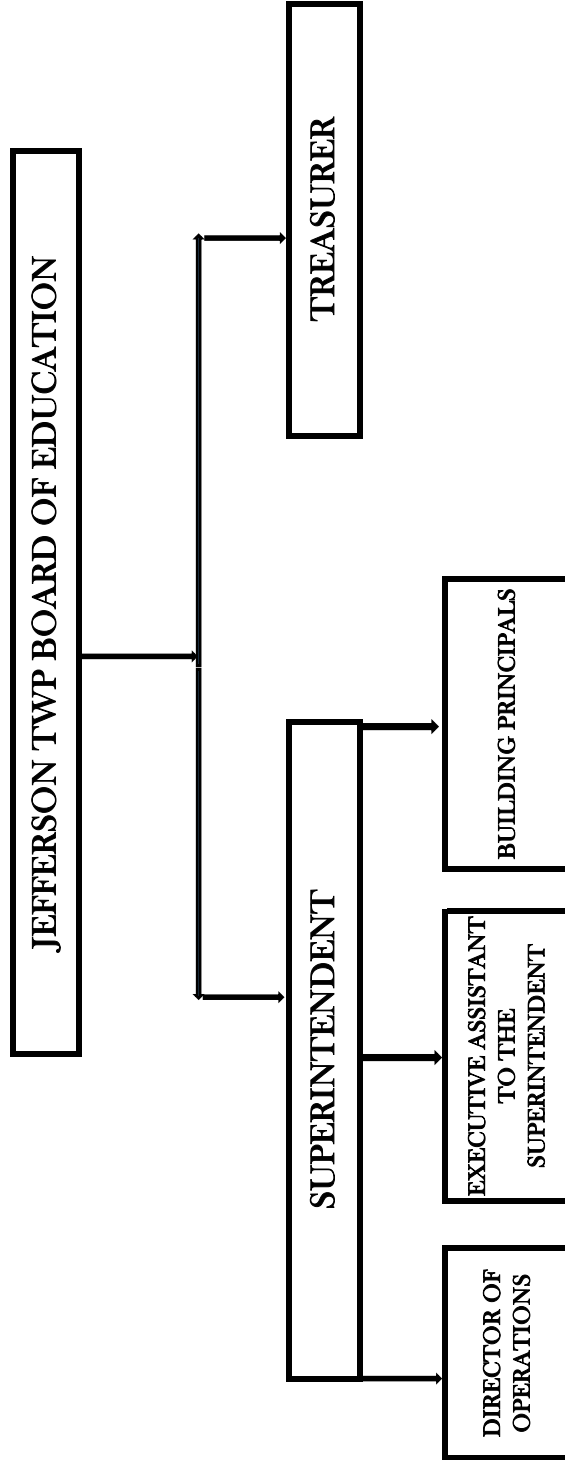 JEFFERSON TWP BOARD OF EDUCATION
SUPERINTENDENT
TREASURER
DIRECTOR OF
OPERATIONS
EXECUTIVE ASSISTANT
TO THE
SUPERINTENDENT
BUILDING PRINCIPALS